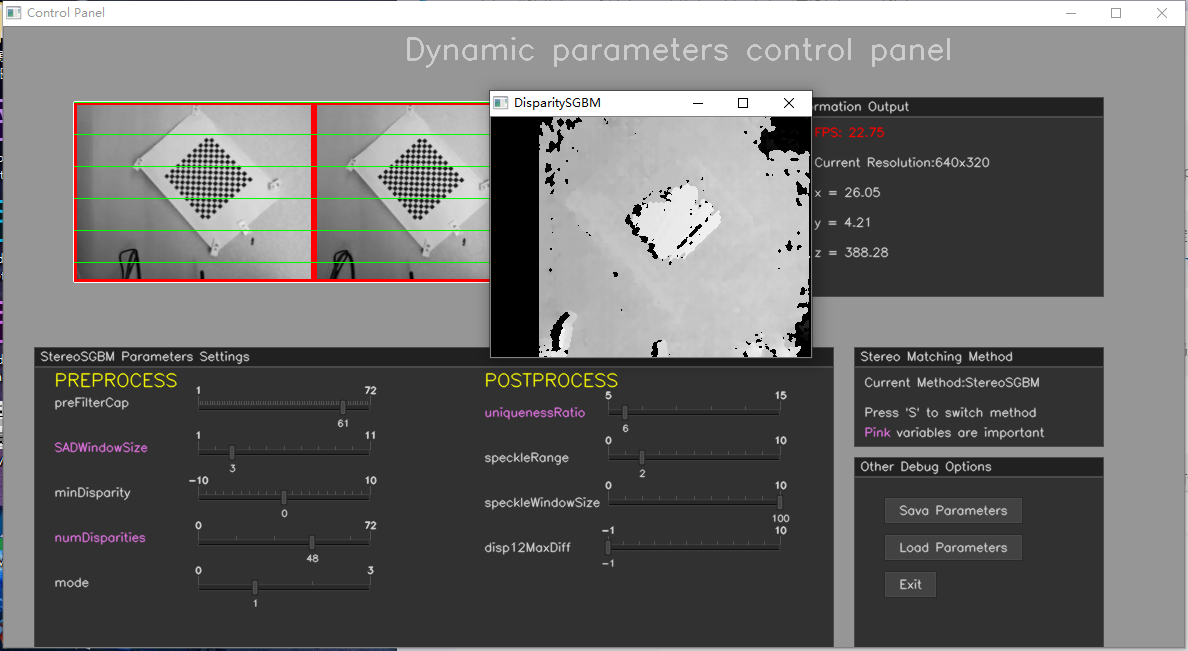 Control Panel
Dynamic parameters control panel
DisparitySGBM
rmation Output
FPS: 22.75
Current Resolution:640x320
x = 26.05
y = 4.21
z = 388.28
StereoSGBM Parameters Settings
PREPROCESS
preFilterCap
1
72
61
SADWindowSize
1
11
3
minDisparity
-10
10
0
numDisparities
0
72
48
mode
0
3
1
POSTPROCESS
uniquenessRatio
5
15
6
speckleRange
0
10
2
speckleWindowSize
0
10
100
disp12MaxDiff
-1
10
-1
Stereo Matching Method
Current Method:StereoSGBM
Press 'S' to switch method
Pink variables are important
Other Debug Options
Sava Parameters
Load Parameters
Exit